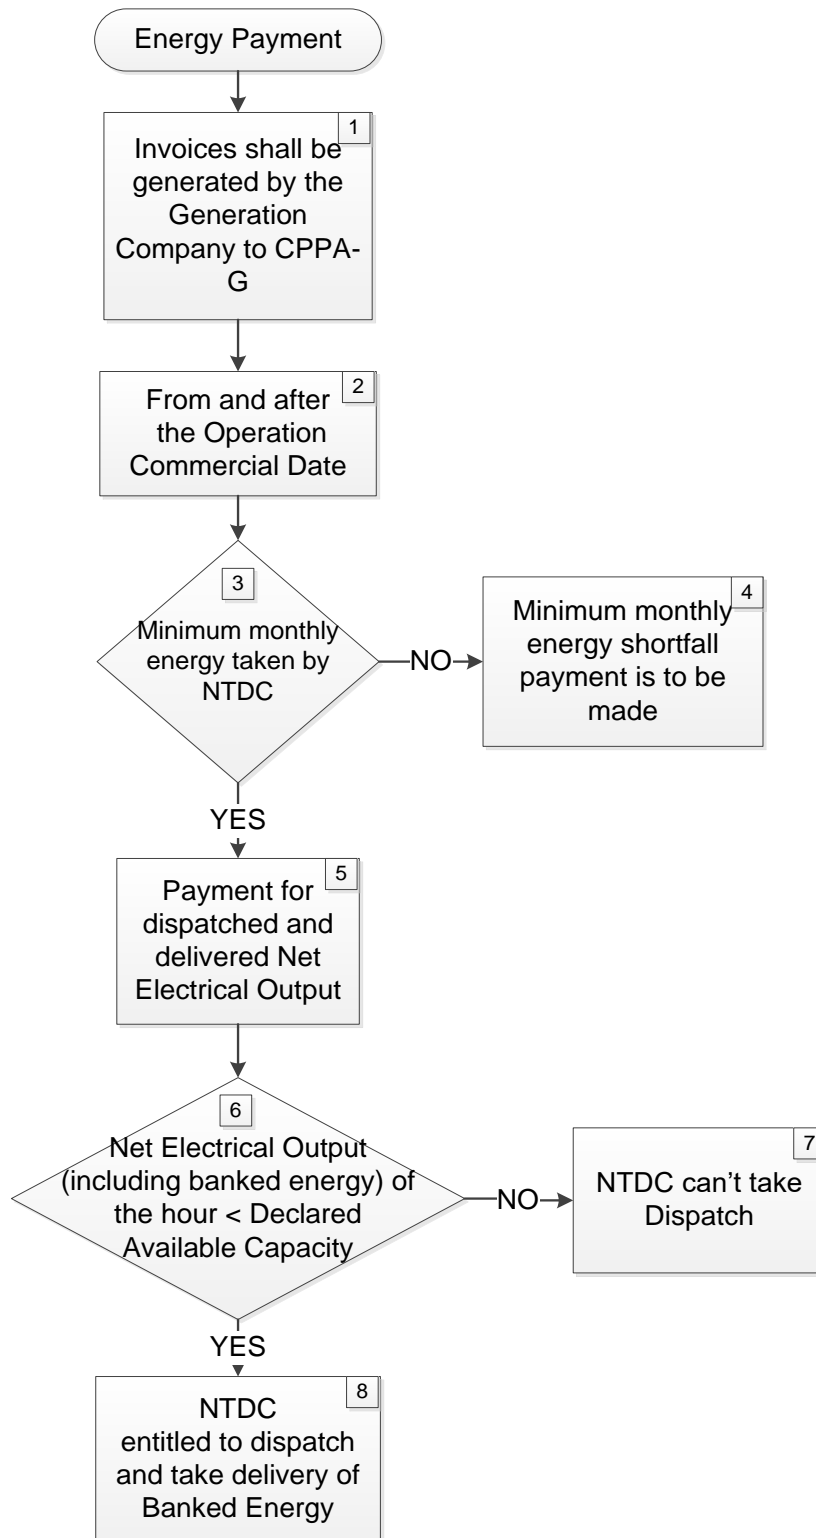 Energy Payment
1
Invoices shall be
generated by the
Generation
Company to CPPA-
G
2
From and after
the Operation
Commercial Date
3
Minimum monthly
energy taken by
NTDC
NO
4
Minimum monthly
energy shortfall
payment is to be
made
YES
5
Payment for
dispatched and
delivered Net
Electrical Output
6
Net Electrical Output
(including banked energy) of
the hour < Declared
Available Capacity
NO
7
NTDC can’t take
Dispatch
YES
8
NTDC
entitled to dispatch
and take delivery of
Banked Energy